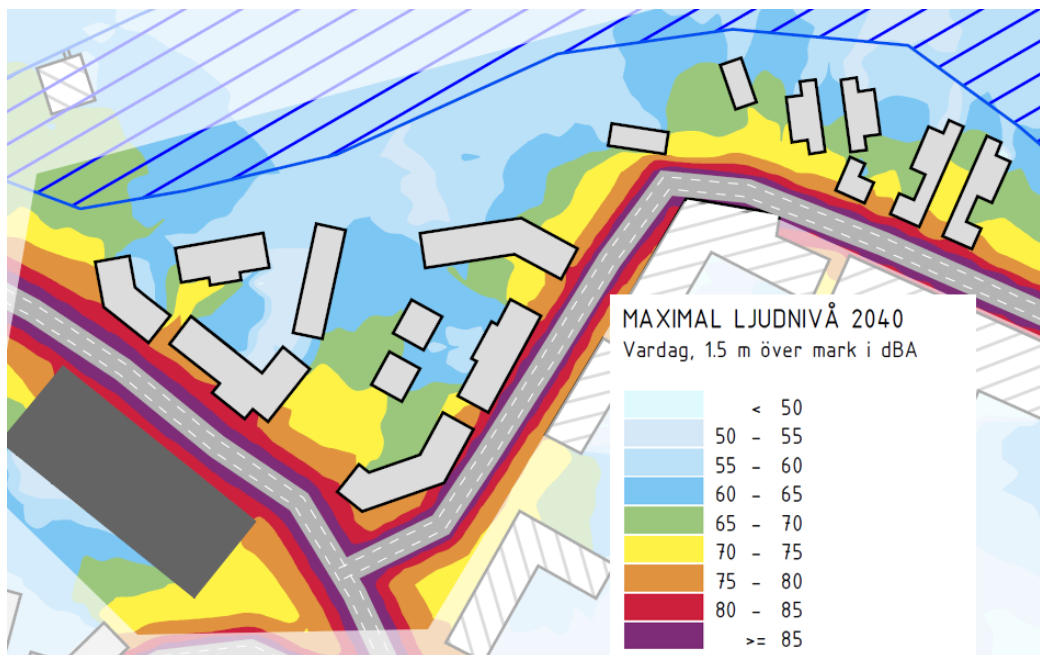 MAXIMAL LJUDNIVÅ 2040
Vardag, 1.5 m över mark i dBA
< 50
50 - 55
55 - 60
60 - 65
65 - 70
70 - 75
75 - 80
80 - 85
>= 85